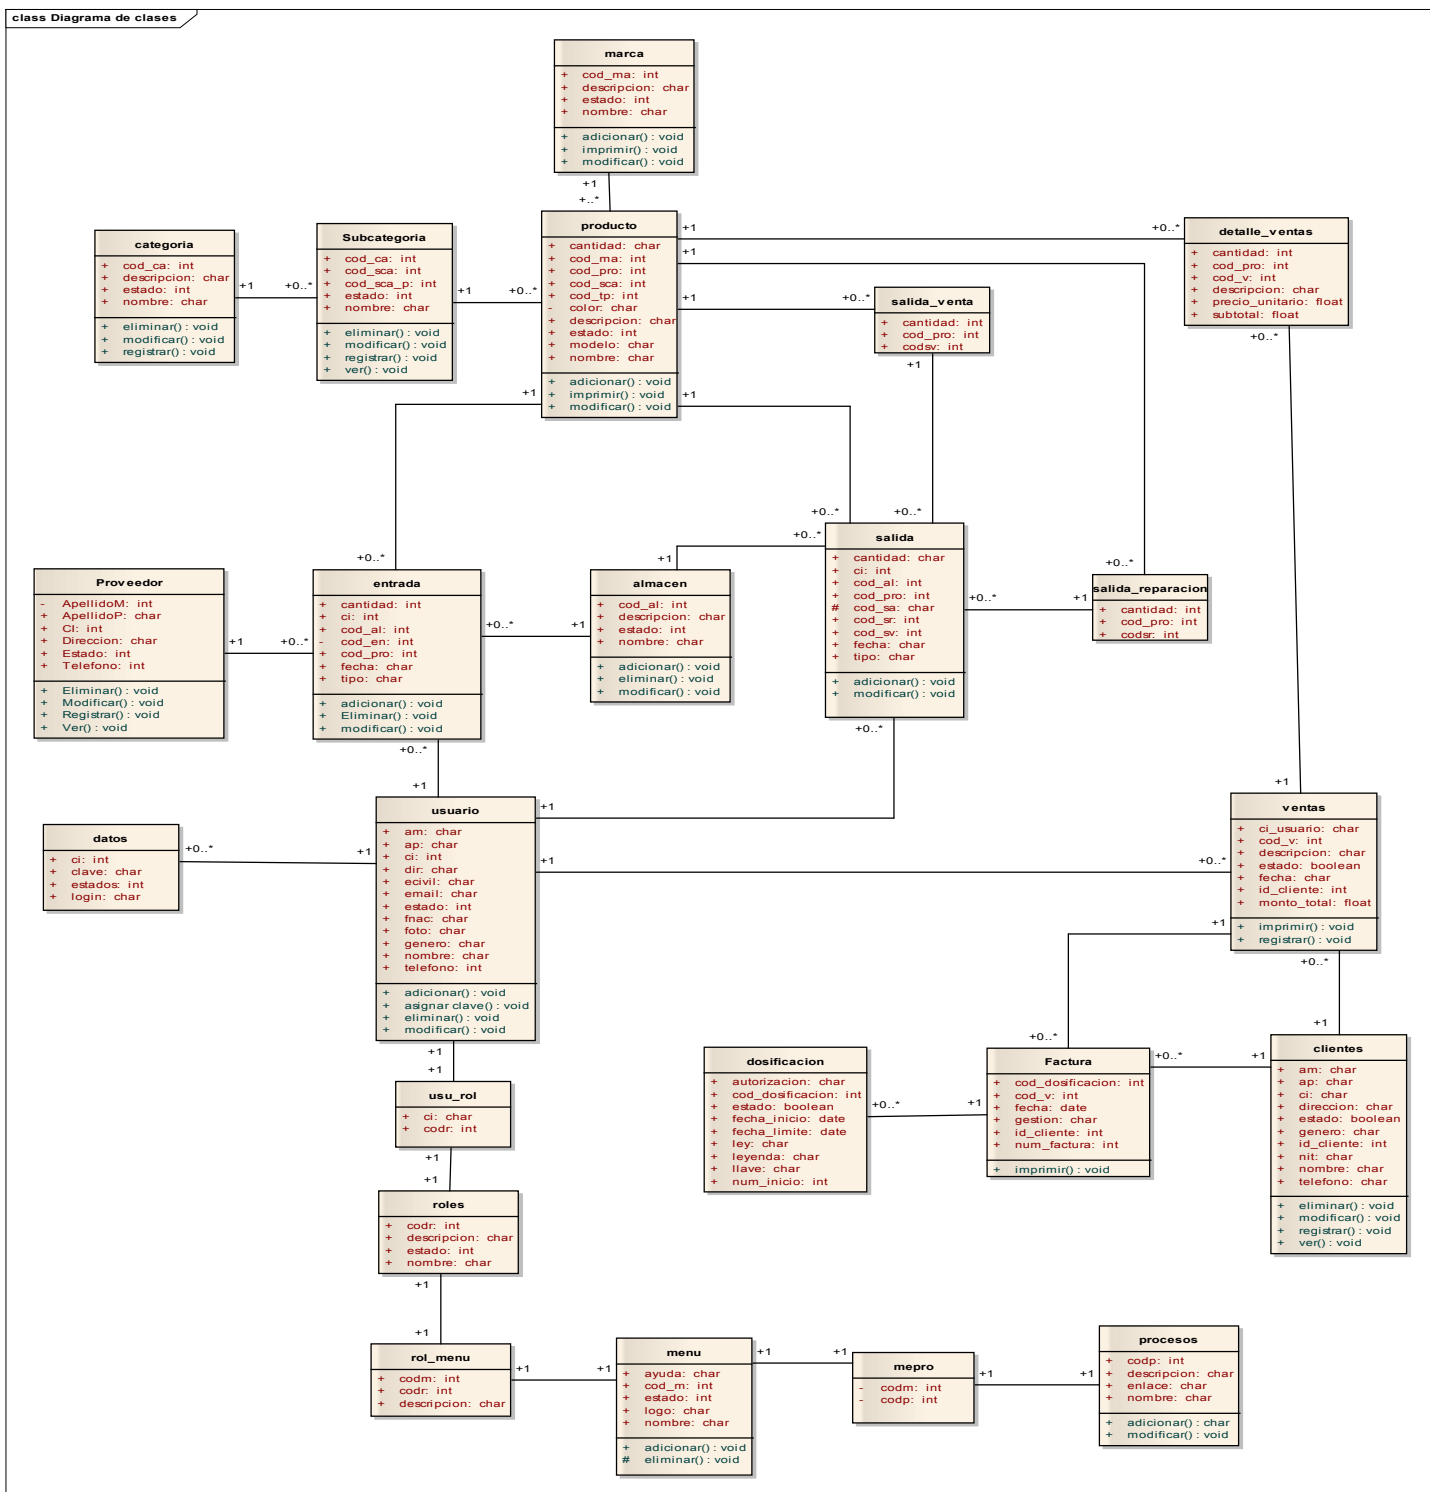 class Diagrama de clases
marca
+ cod_ma: int
+ descripcion: char
+ estado: int
+ nombre: char
+ adicionar() : void
+ imprimir() : void
+ modificar() : void
+1
+..*
categoria
+ cod_ca: int
+ descripcion: char
+ estado: int
+ nombre: char
+ eliminar() : void
+ modificar() : void
+ registrar() : void
+1
+0..*
Subcategoria
+ cod_ca: int
+ cod_sca: int
+ cod_sca_p: int
+ estado: int
+ nombre: char
+ eliminar() : void
+ modificar() : void
+ registrar() : void
+ ver() : void
+1
+0..*
producto
+ cantidad: char
+ cod_ma: int
+ cod_pro: int
+ cod_sca: int
+ cod_tp: int
- color: char
+ descripcion: char
+ estado: int
+ modelo: char
+ nombre: char
+ adicionar() : void
+ imprimir() : void
+ modificar() : void
+1
+0..*
+1
+1
+0..*
+1
+1
salida_venta
+ cantidad: int
+ cod_pro: int
+ codsv: int
+1
detalle_ventas
+ cantidad: int
+ cod_pro: int
+ cod_v: int
+ descripcion: char
+ precio_unitario: float
+ subtotal: float
+0..*
+0..*
+0..*
+0..*
+0..*
+1
+0..*
Proveedor
- ApellidoM: int
+ ApellidoP: char
+ CI: int
+ Direccion: char
+ Estado: int
+ Telefono: int
+ Eliminar() : void
+ Modificar() : void
+ Registrar() : void
+ Ver() : void
+1
+0..*
entrada
+ cantidad: int
+ ci: int
+ cod_al: int
- cod_en: int
+ cod_pro: int
+ fecha: char
+ tipo: char
+ adicionar() : void
+ Eliminar() : void
+ modificar() : void
+0..*
+1
almacen
+ cod_al: int
+ descripcion: char
+ estado: int
+ nombre: char
+ adicionar() : void
+ eliminar() : void
+ modificar() : void
salida
+ cantidad: char
+ ci: int
+ cod_al: int
+ cod_pro: int
# cod_sa: char
+ cod_sr: int
+ cod_sv: int
+ fecha: char
+ tipo: char
+ adicionar() : void
+ modificar() : void
+0..*
+1
salida_reparacion
+ cantidad: int
+ cod_pro: int
+ codsr: int
+0..*
+0..*
+1
+1
+1
datos
+ ci: int
+ clave: char
+ estados: int
+ login: char
+0..*
+1
usuario
+ am: char
+ ap: char
+ ci: int
+ dir: char
+ ecivil: char
+ email: char
+ estado: int
+ fnac: char
+ foto: char
+ genero: char
+ nombre: char
+ telefono: int
+ adicionar() : void
+ asignar clave() : void
+ eliminar() : void
+ modificar() : void
+1
+0..*
ventas
+ ci_usuario: char
+ cod_v: int
+ descripcion: char
+ estado: boolean
+ fecha: char
+ id_cliente: int
+ monto_total: float
+ imprimir() : void
+ registrar() : void
+1
+0..*
+0..*
+1
+1
+1
usu_rol
+ ci: char
+ codr: int
+1
+1
dosificacion
+ autorizacion: char
+ cod_dosificacion: int
+ estado: boolean
+ fecha_inicio: date
+ fecha_limite: date
+ ley: char
+ leyenda: char
+ llave: char
+ num_inicio: int
+0..*
+1
Factura
+ cod_dosificacion: int
+ cod_v: int
+ fecha: date
+ gestion: char
+ id_cliente: int
+ num_factura: int
+ imprimir() : void
+0..*
+1
clientes
+ am: char
+ ap: char
+ ci: char
+ direccion: char
+ estado: boolean
+ genero: char
+ id_cliente: int
+ nit: char
+ nombre: char
+ telefono: char
+ eliminar() : void
+ modificar() : void
+ registrar() : void
+ ver() : void
roles
+ codr: int
+ descripcion: char
+ estado: int
+ nombre: char
+1
+1
rol_menu
+ codm: int
+ codr: int
+ descripcion: char
+1
+1
menu
+ ayuda: char
+ cod_m: int
+ estado: int
+ logo: char
+ nombre: char
+ adicionar() : void
# eliminar() : void
+1
+1
mepro
- codm: int
- codp: int
+1
+1
procesos
+ codp: int
+ descripcion: char
+ enlace: char
+ nombre: char
+ adicionar() : char
+ modificar() : void